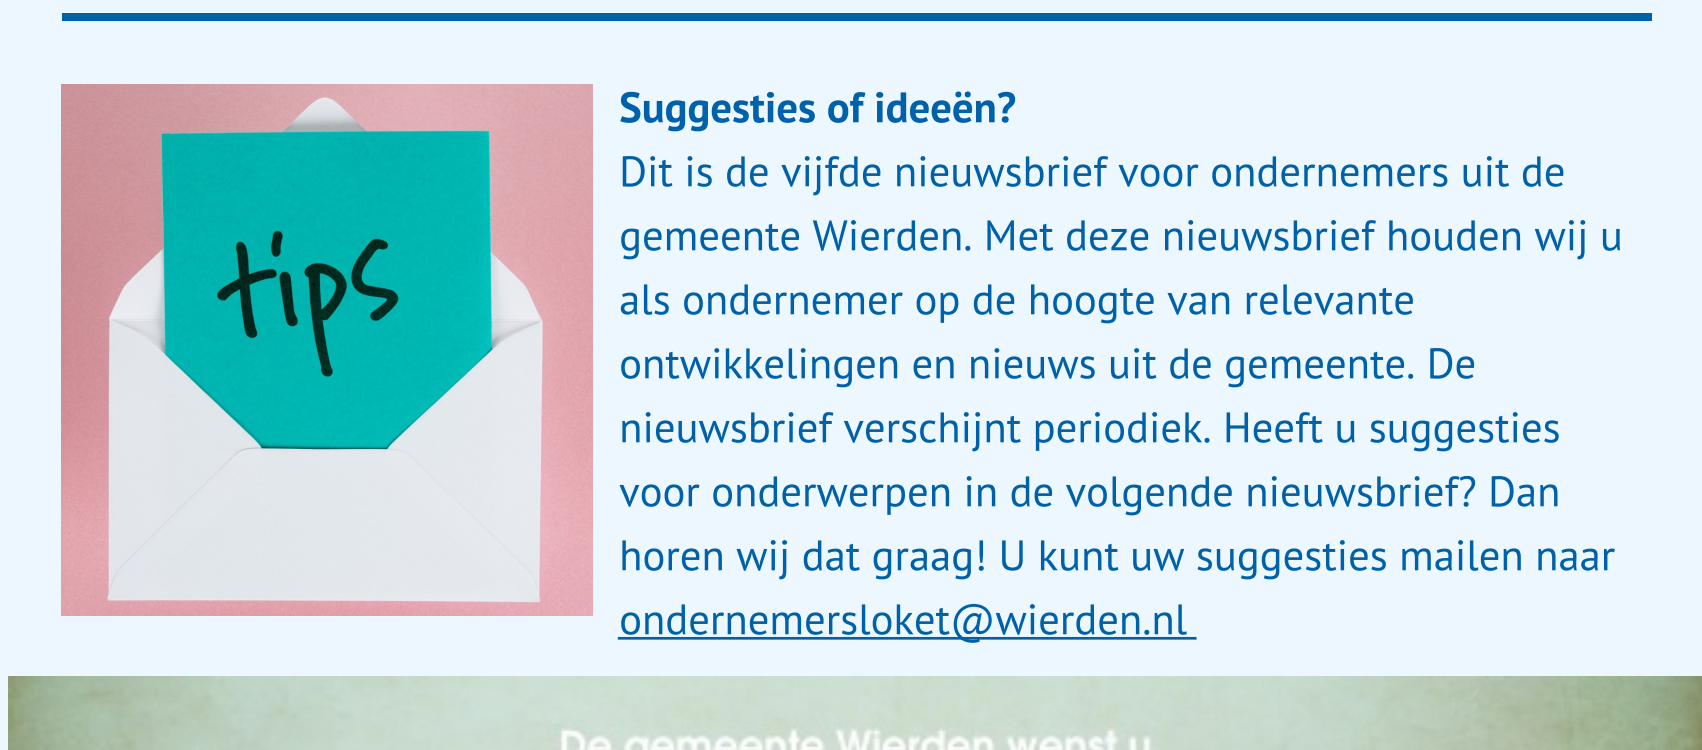 Suggesties of ideeën?
tips
Dit is de vijfde nieuwsbrief voor ondernemers uit de
gemeente Wierden. Met deze nieuwsbrief houden wij u
als ondernemer op de hoogte van relevante
ontwikkelingen en nieuws uit de gemeente. De
nieuwsbrief verschijnt periodiek. Heeft u suggesties
voor onderwerpen in de volgende nieuwsbrief? Dan
horen wij dat graag! U kunt uw suggesties mailen naar
ondernemersloket@wierden.nl
De gemeente Wierden wenst u